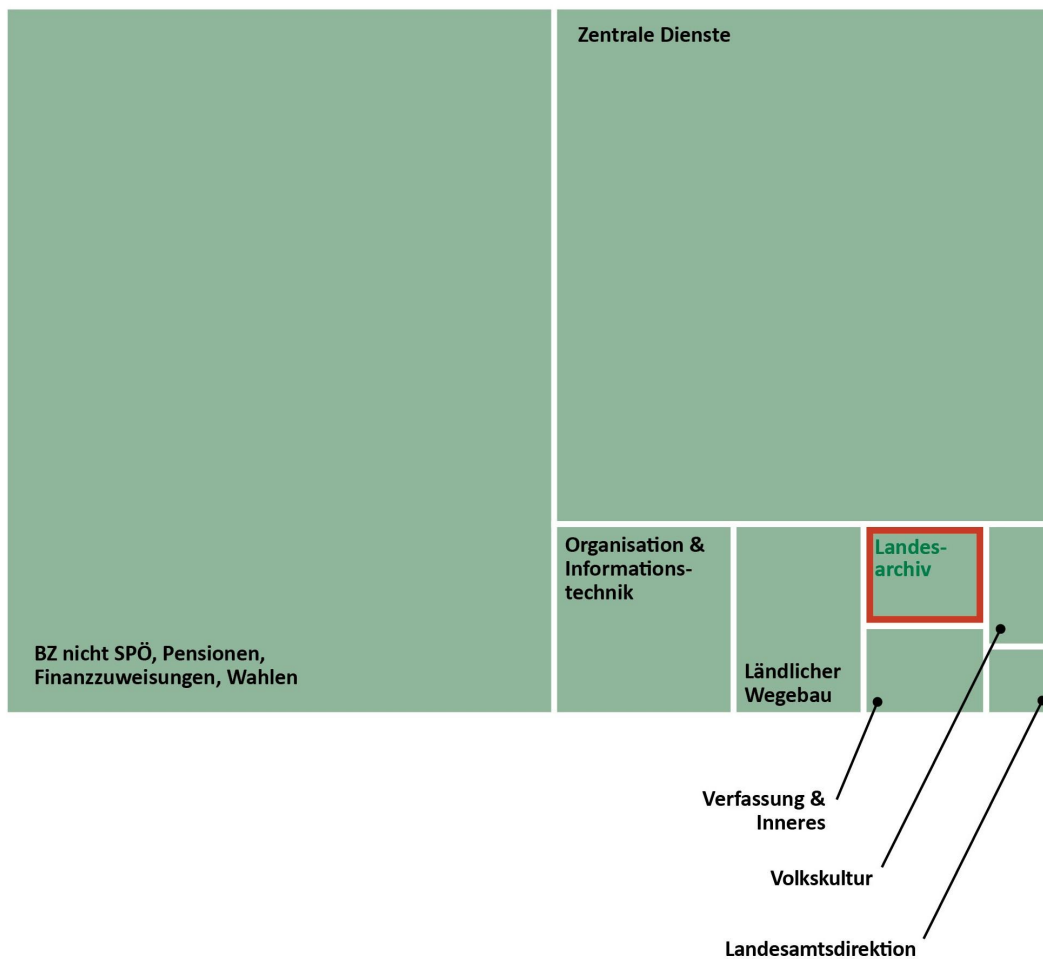 Zentrale Dienste
BZ nicht SPÖ, Pensionen,
Finanzzuweisungen, Wahlen
Organisation &
Informations-
technik
Ländlicher
Wegebau
Landes-
archiv
Verfassung &
Inneres
Volkskultur
Landesamtsdirektion